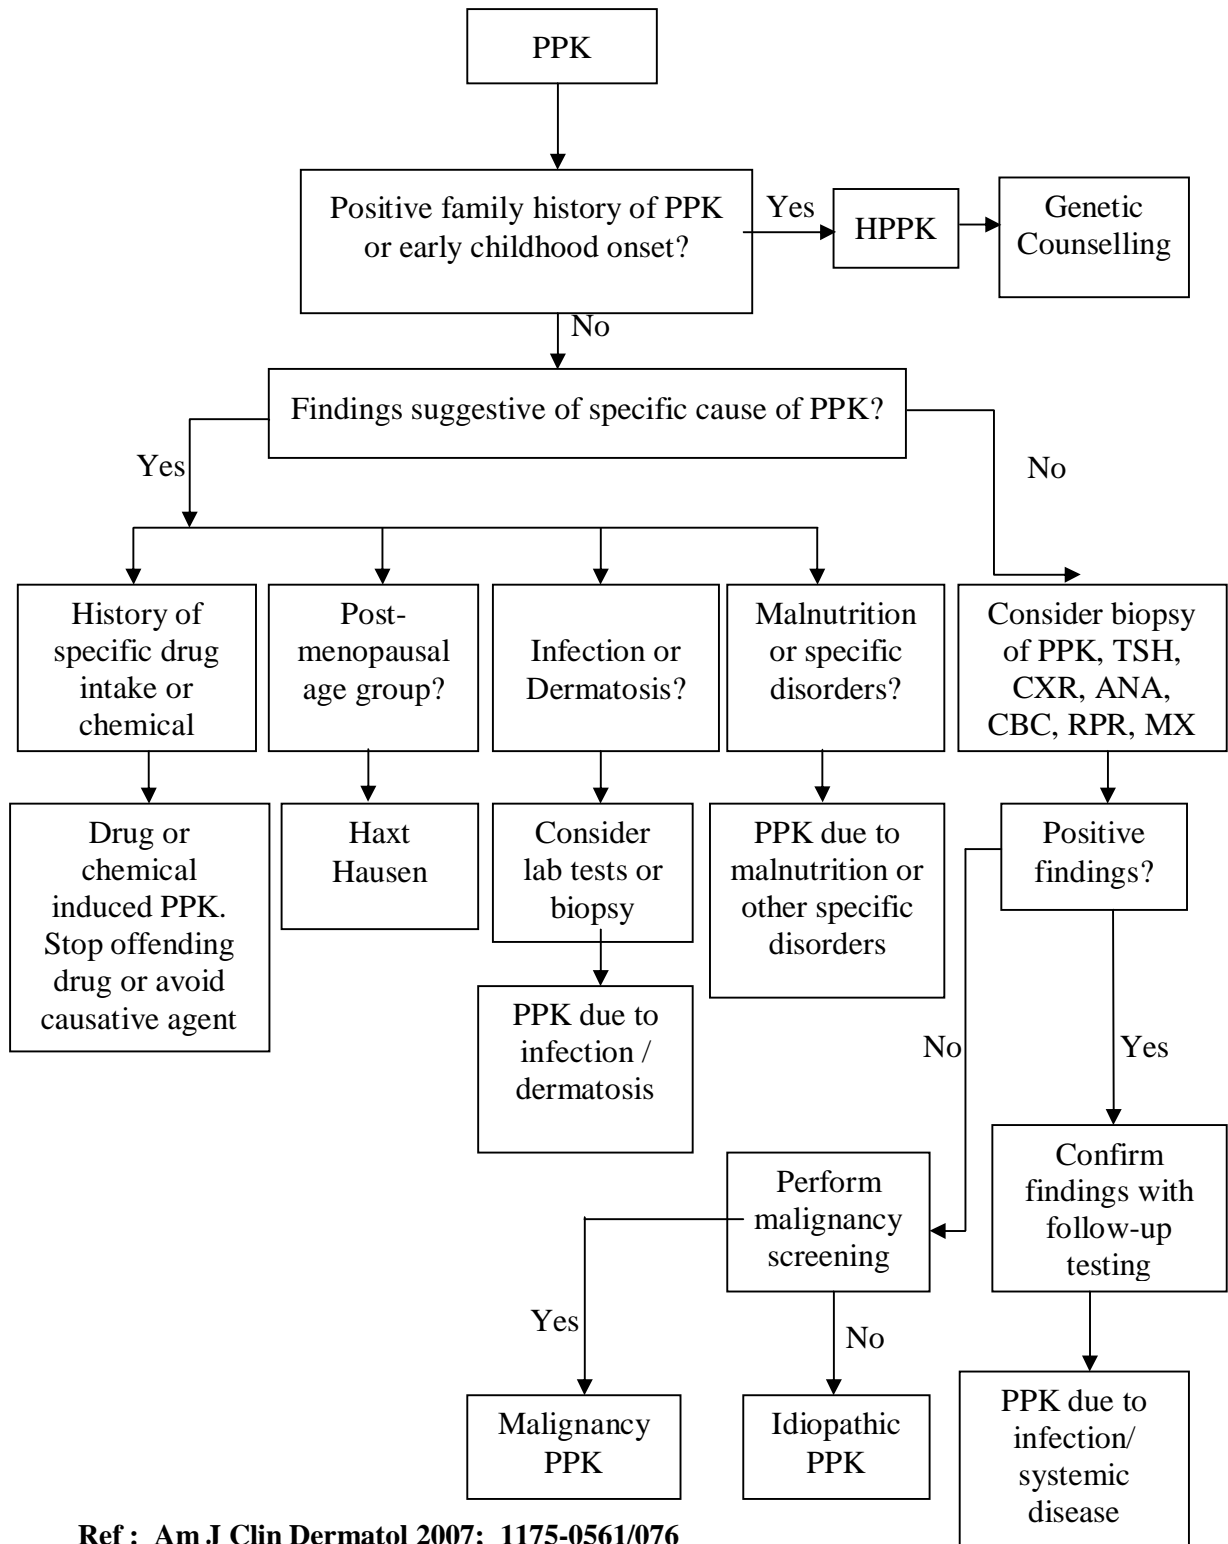 PPK
Positive family history of PPK
or early childhood onset?
Yes
HPPK
Genetic
Counselling
No
Findings suggestive of specific cause of PPK?
Yes
No
History of
specific drug
intake or
chemical
Post-
menopausal
age group?
Infection or
Dermatosis?
Malnutrition
or specific
disorders?
Consider biopsy
of PPK, TSH,
CXR, ANA,
CBC, RPR, MX
Drug or
chemical
induced PPK.
Stop offending
drug or avoid
causative agent
Haxt
Hausen
Consider
lab tests or
biopsy
PPK due to
malnutrition or
other specific
disorders
Positive
findings?
PPK due to
infection /
dermatosis
No
Yes
Perform
malignancy
screening
Confirm
findings with
follow-up
testing
Yes
No
Malignancy
PPK
Idiopathic
PPK
PPK due to
infection/
systemic
disease
Ref : Am J Clin Dermatol 2007; 1175-0561/076